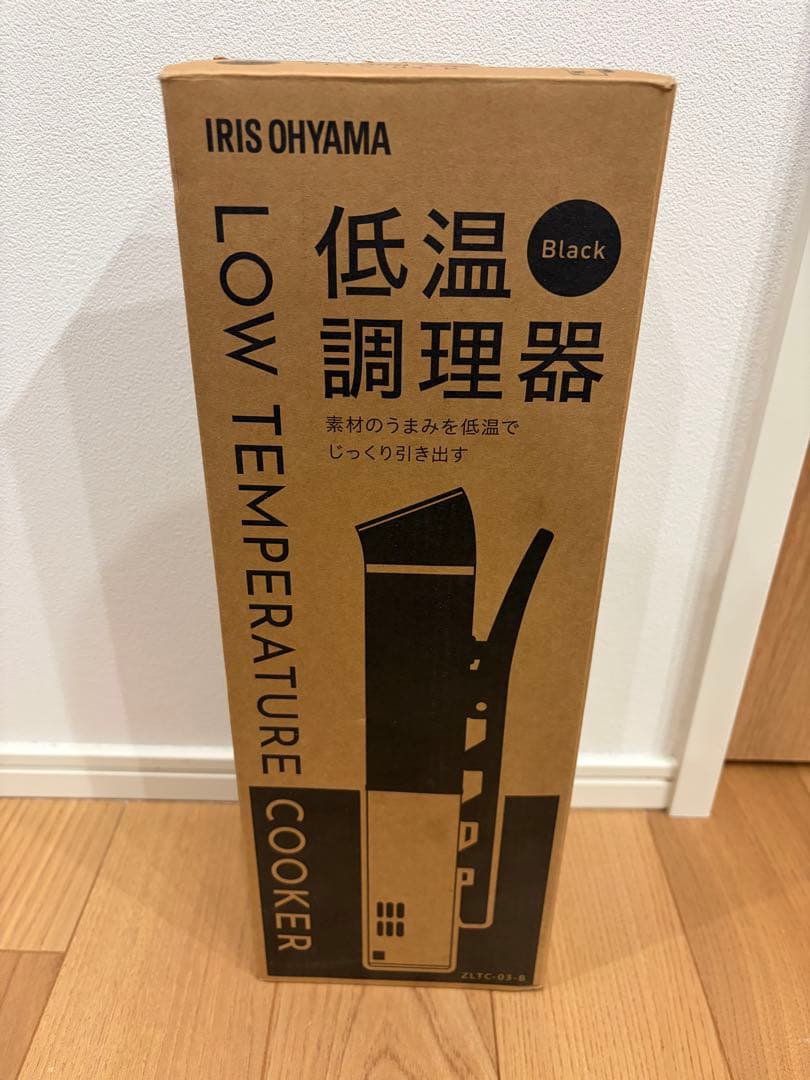 IRIS OHYAMA
LOW TEMPERATURE COOKER
低温
調理器
Black
素材のうまみを低温で
じっくり引き出す
ZLTC-03-B